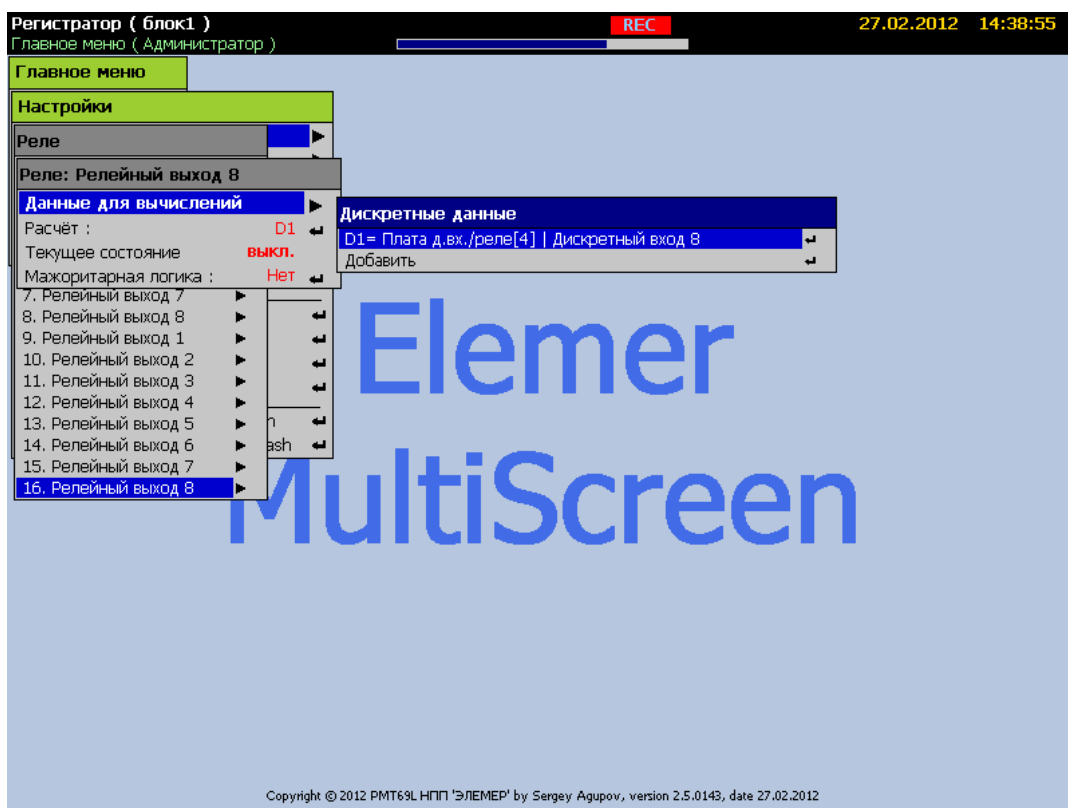 Регистратор ( блок1 )
REC
27.02.2012 14:38:55
Главное меню ( Администратор )
Главное меню
Настройки
Реле
Реле: Релейный выход 8
Данные для вычислений
Расчёт : D1
Текущее состояние выкл.
Мажоритарная логика : Нет
Дискретные данные
D1= Плата д.вх./реле[4] | Дискретный вход 8
Добавить
7. Релейный выход 7
8. Релейный выход 8
9. Релейный выход 1
10. Релейный выход 2
11. Релейный выход 3
12. Релейный выход 4
13. Релейный выход 5
14. Релейный выход 6
ash
15. Релейный выход 7
16. Релейный выход 8
Elemer
MultiScreen
Copyright © 2012 РМТ69L НПП 'ЭЛЕМЕР' by Sergey Agupov, version 2.5.0143, date 27.02.2012